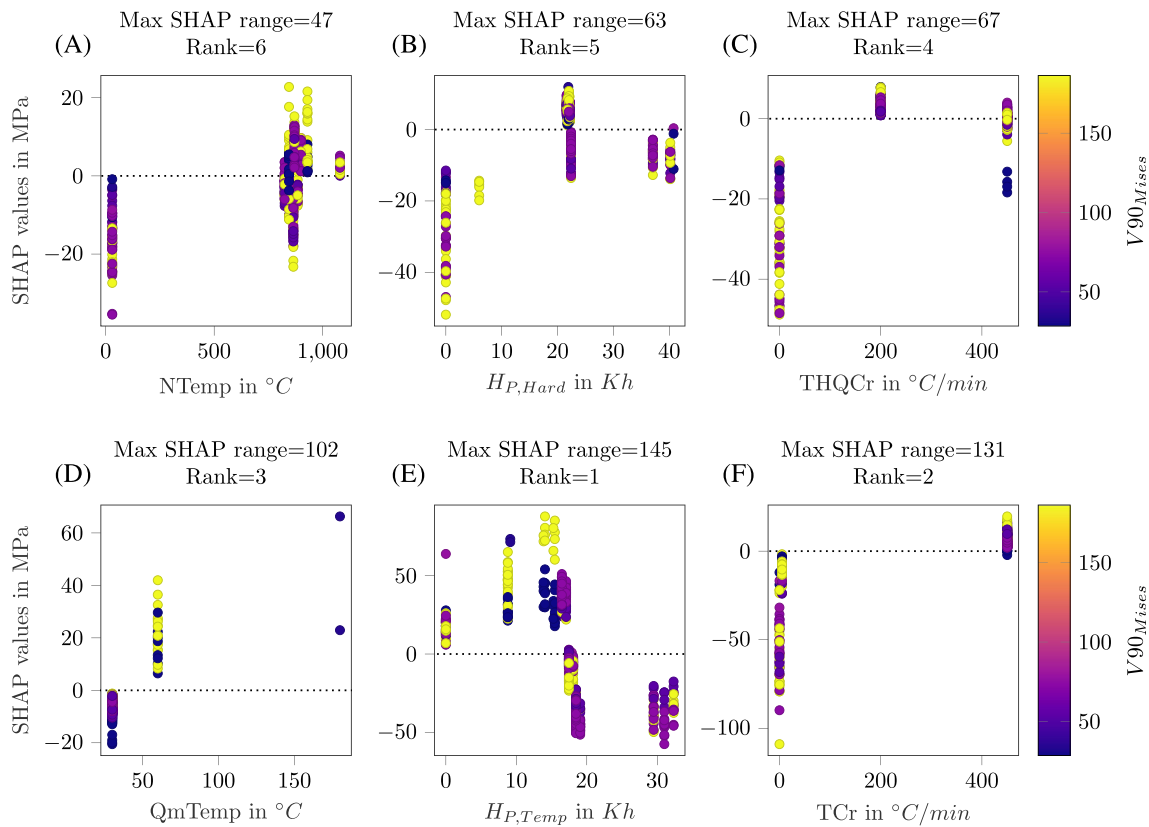 Max SHAP range=47
Rank=6
(A)
Max SHAP range=63
Rank=5
(B)
Max SHAP range=67
Rank=4
(C)
SHAP values in MPa
20
0
−20
0
500
1,000
NTemp in °C
0
−20
−40
0
10
20
30
40
H_{P,Hard} in Kh
0
−20
−40
0
200
400
THQCr in °C/min
150
100
50
V90_{Mises}
Max SHAP range=102
Rank=3
(D)
Max SHAP range=145
Rank=1
(E)
Max SHAP range=131
Rank=2
(F)
SHAP values in MPa
60
40
20
0
−20
50
100
150
QmTemp in °C
50
0
−50
0
10
20
30
H_{P,Temp} in Kh
0
−50
−100
0
200
400
TCr in °C/min
150
100
50
V90_{Mises}